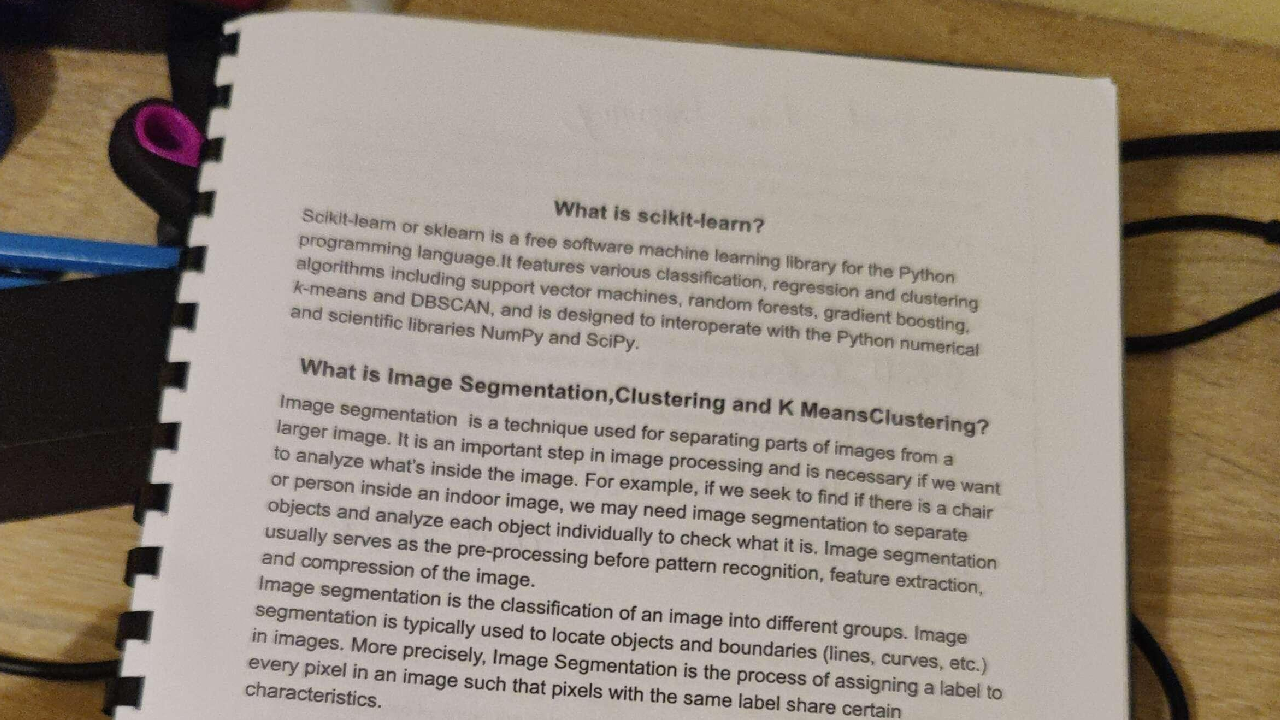 What is scikit-learn?
Scikit-learn or sklearn is a free software machine learning library for the Python
programming language.It features various classification, regression and clustering
algorithms including support vector machines, random forests, gradient boosting,
k-means and DBSCAN, and is designed to interoperate with the Python numerical
and scientific libraries NumPy and SciPy.
What is Image Segmentation,Clustering and K MeansClustering?
Image segmentation  is a technique used for separating parts of images from a
larger image. It is an important step in image processing and is necessary if we want
to analyze what's inside the image. For example, if we seek to find if there is a chair
or person inside an indoor image, we may need image segmentation to separate
objects and analyze each object individually to check what it is. Image segmentation
usually serves as the pre-processing before pattern recognition, feature extraction,
and compression of the image.
Image segmentation is the classification of an image into different groups. Image
segmentation is typically used to locate objects and boundaries (lines, curves, etc.)
in images. More precisely, Image Segmentation is the process of assigning a label to
every pixel in an image such that pixels with the same label share certain
characteristics.